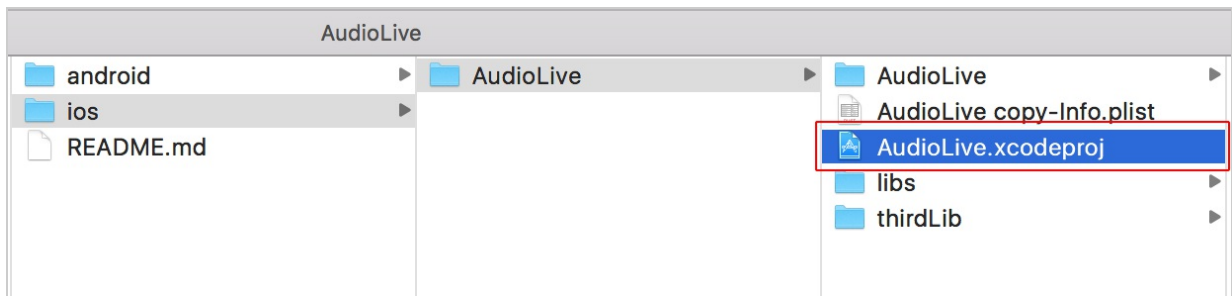 AudioLive
android
ios
README.md
AudioLive
AudioLive
AudioLive copy-Info.plist
AudioLive.xcodeproj
libs
thirdLib